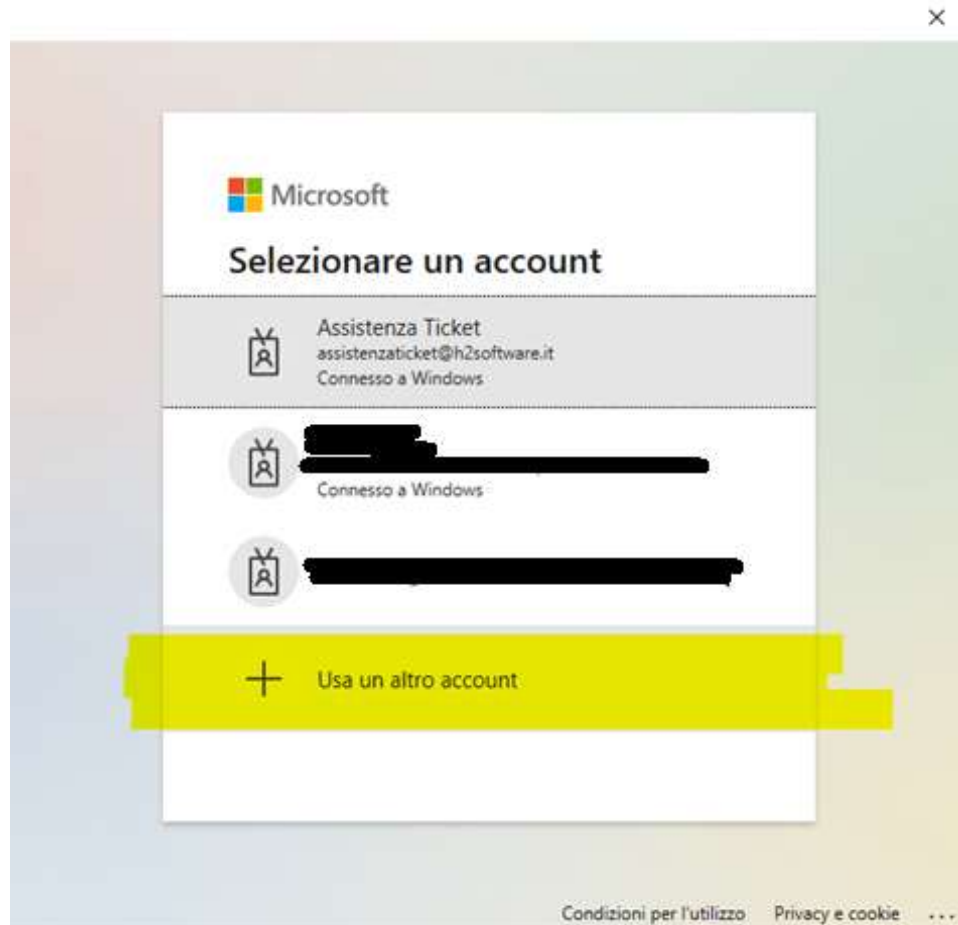 Microsoft
Selezionare un account
Assistenza Ticket
assistenzaticket@h2software.it
Connesso a Windows
Connesso a Windows
Usa un altro account
Condizioni per l'utilizzo Privacy e cookie ...